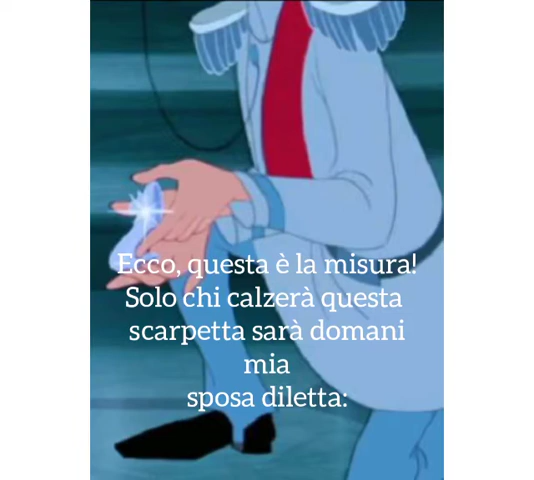 Ecco, questa è la misura!
Solo chi calzerà questa
scarpetta sarà domani
mia
sposa diletta: